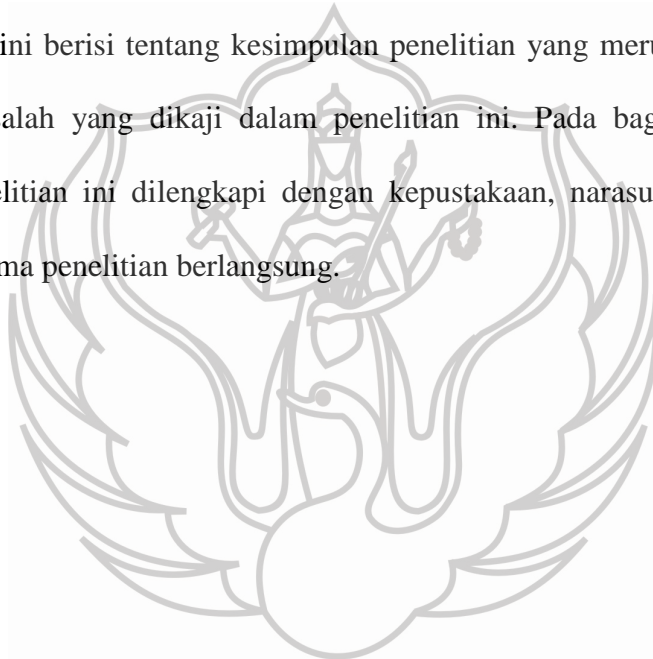 ini berisi tentang kesimpulan penelitian yang meru
alah yang dikaji dalam penelitian ini. Pada bag
elitian ini dilengkapi dengan kepustakaan, narasu
ma penelitian berlangsung.